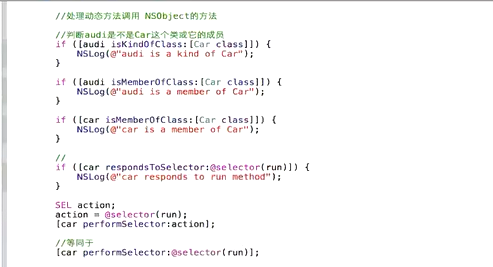 //处理动态方法调用 NSObject的方法
//判断audi是不是Car这个类或它的成员
if ([audi isKindOfClass:[Car class]]) {
NSLog(@"audi is a kind of Car");
}
if ([audi isMemberOfClass:[Car class]]) {
NSLog(@"audi is a member of Car");
}
if ([car isMemberOfClass:[Car class]]) {
NSLog(@"car is a member of Car");
}
//
if ([car respondsToSelector:@selector(run)]) {
NSLog(@"car responds to run method");
}
SEL action;
action = @selector(run);
[car performSelector:action];
//等同于
[car performSelector:@selector(run)];